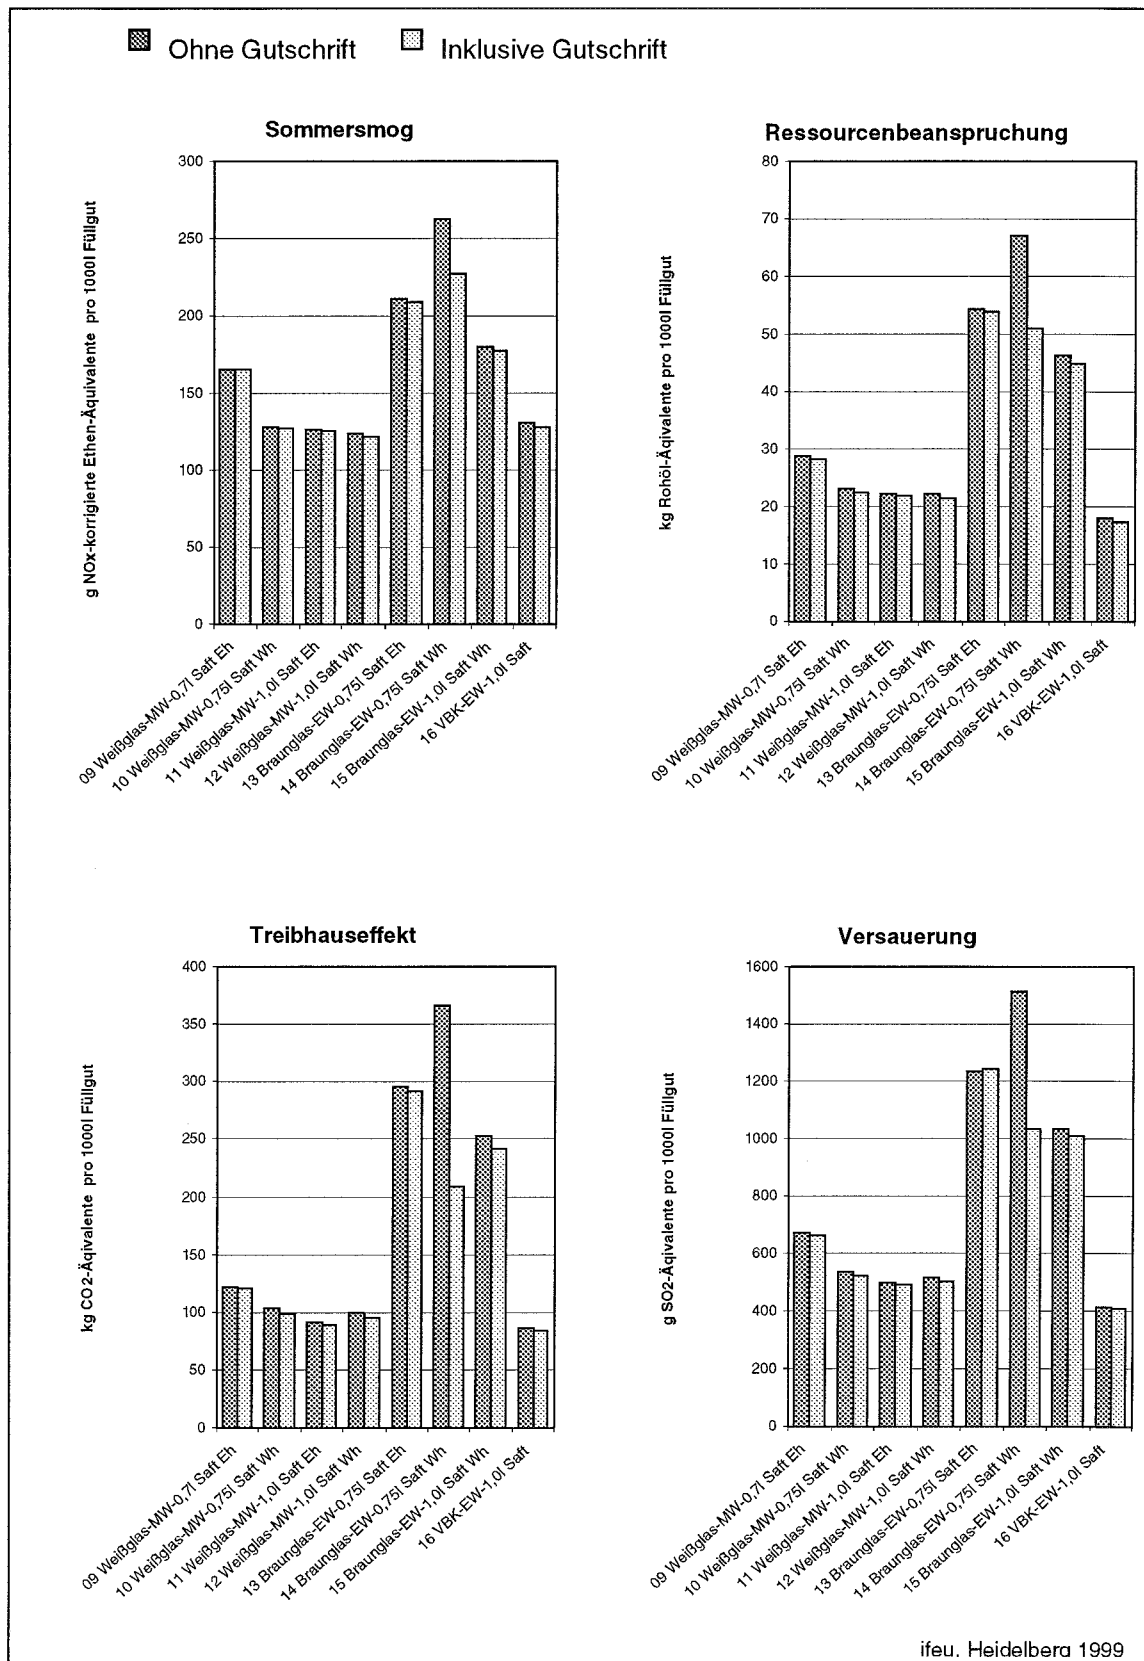 Ohne Gutschrift Inklusive Gutschrift
Sommersmog
g NOx-korrigierte Ethen-Äquivalente pro 1000l Füllgut
300
250
200
150
100
50
0
09 Weißglas-MW-0,7l Saft Eh
10 Weißglas-MW-0,75l Saft Wh
11 Weißglas-MW-1,0l Saft Eh
12 Weißglas-MW-1,0l Saft Wh
13 Braunglas-EW-0,75l Saft Eh
14 Braunglas-EW-0,75l Saft Wh
15 Braunglas-EW-1,0l Saft Wh
16 VBK-EW-1,0l Saft
Ressourcenbeanspruchung
kg Rohöl-Äqivalente pro 1000l Füllgut
80
70
60
50
40
30
20
10
0
09 Weißglas-MW-0,7l Saft Eh
10 Weißglas-MW-0,75l Saft Wh
11 Weißglas-MW-1,0l Saft Eh
12 Weißglas-MW-1,0l Saft Wh
13 Braunglas-EW-0,75l Saft Eh
14 Braunglas-EW-0,75l Saft Wh
15 Braunglas-EW-1,0l Saft Wh
16 VBK-EW-1,0l Saft
Treibhauseffekt
kg CO2-Äqivalente pro 1000l Füllgut
400
350
300
250
200
150
100
50
0
09 Weißglas-MW-0,7l Saft Eh
10 Weißglas-MW-0,75l Saft Wh
11 Weißglas-MW-1,0l Saft Eh
12 Weißglas-MW-1,0l Saft Wh
13 Braunglas-EW-0,75l Saft Eh
14 Braunglas-EW-0,75l Saft Wh
15 Braunglas-EW-1,0l Saft Wh
16 VBK-EW-1,0l Saft
Versauerung
g SO2-Äqivalente pro 1000l Füllgut
1600
1400
1200
1000
800
600
400
200
0
09 Weißglas-MW-0,7l Saft Eh
10 Weißglas-MW-0,75l Saft Wh
11 Weißglas-MW-1,0l Saft Eh
12 Weißglas-MW-1,0l Saft Wh
13 Braunglas-EW-0,75l Saft Eh
14 Braunglas-EW-0,75l Saft Wh
15 Braunglas-EW-1,0l Saft Wh
16 VBK-EW-1,0l Saft
ifeu, Heidelberg 1999